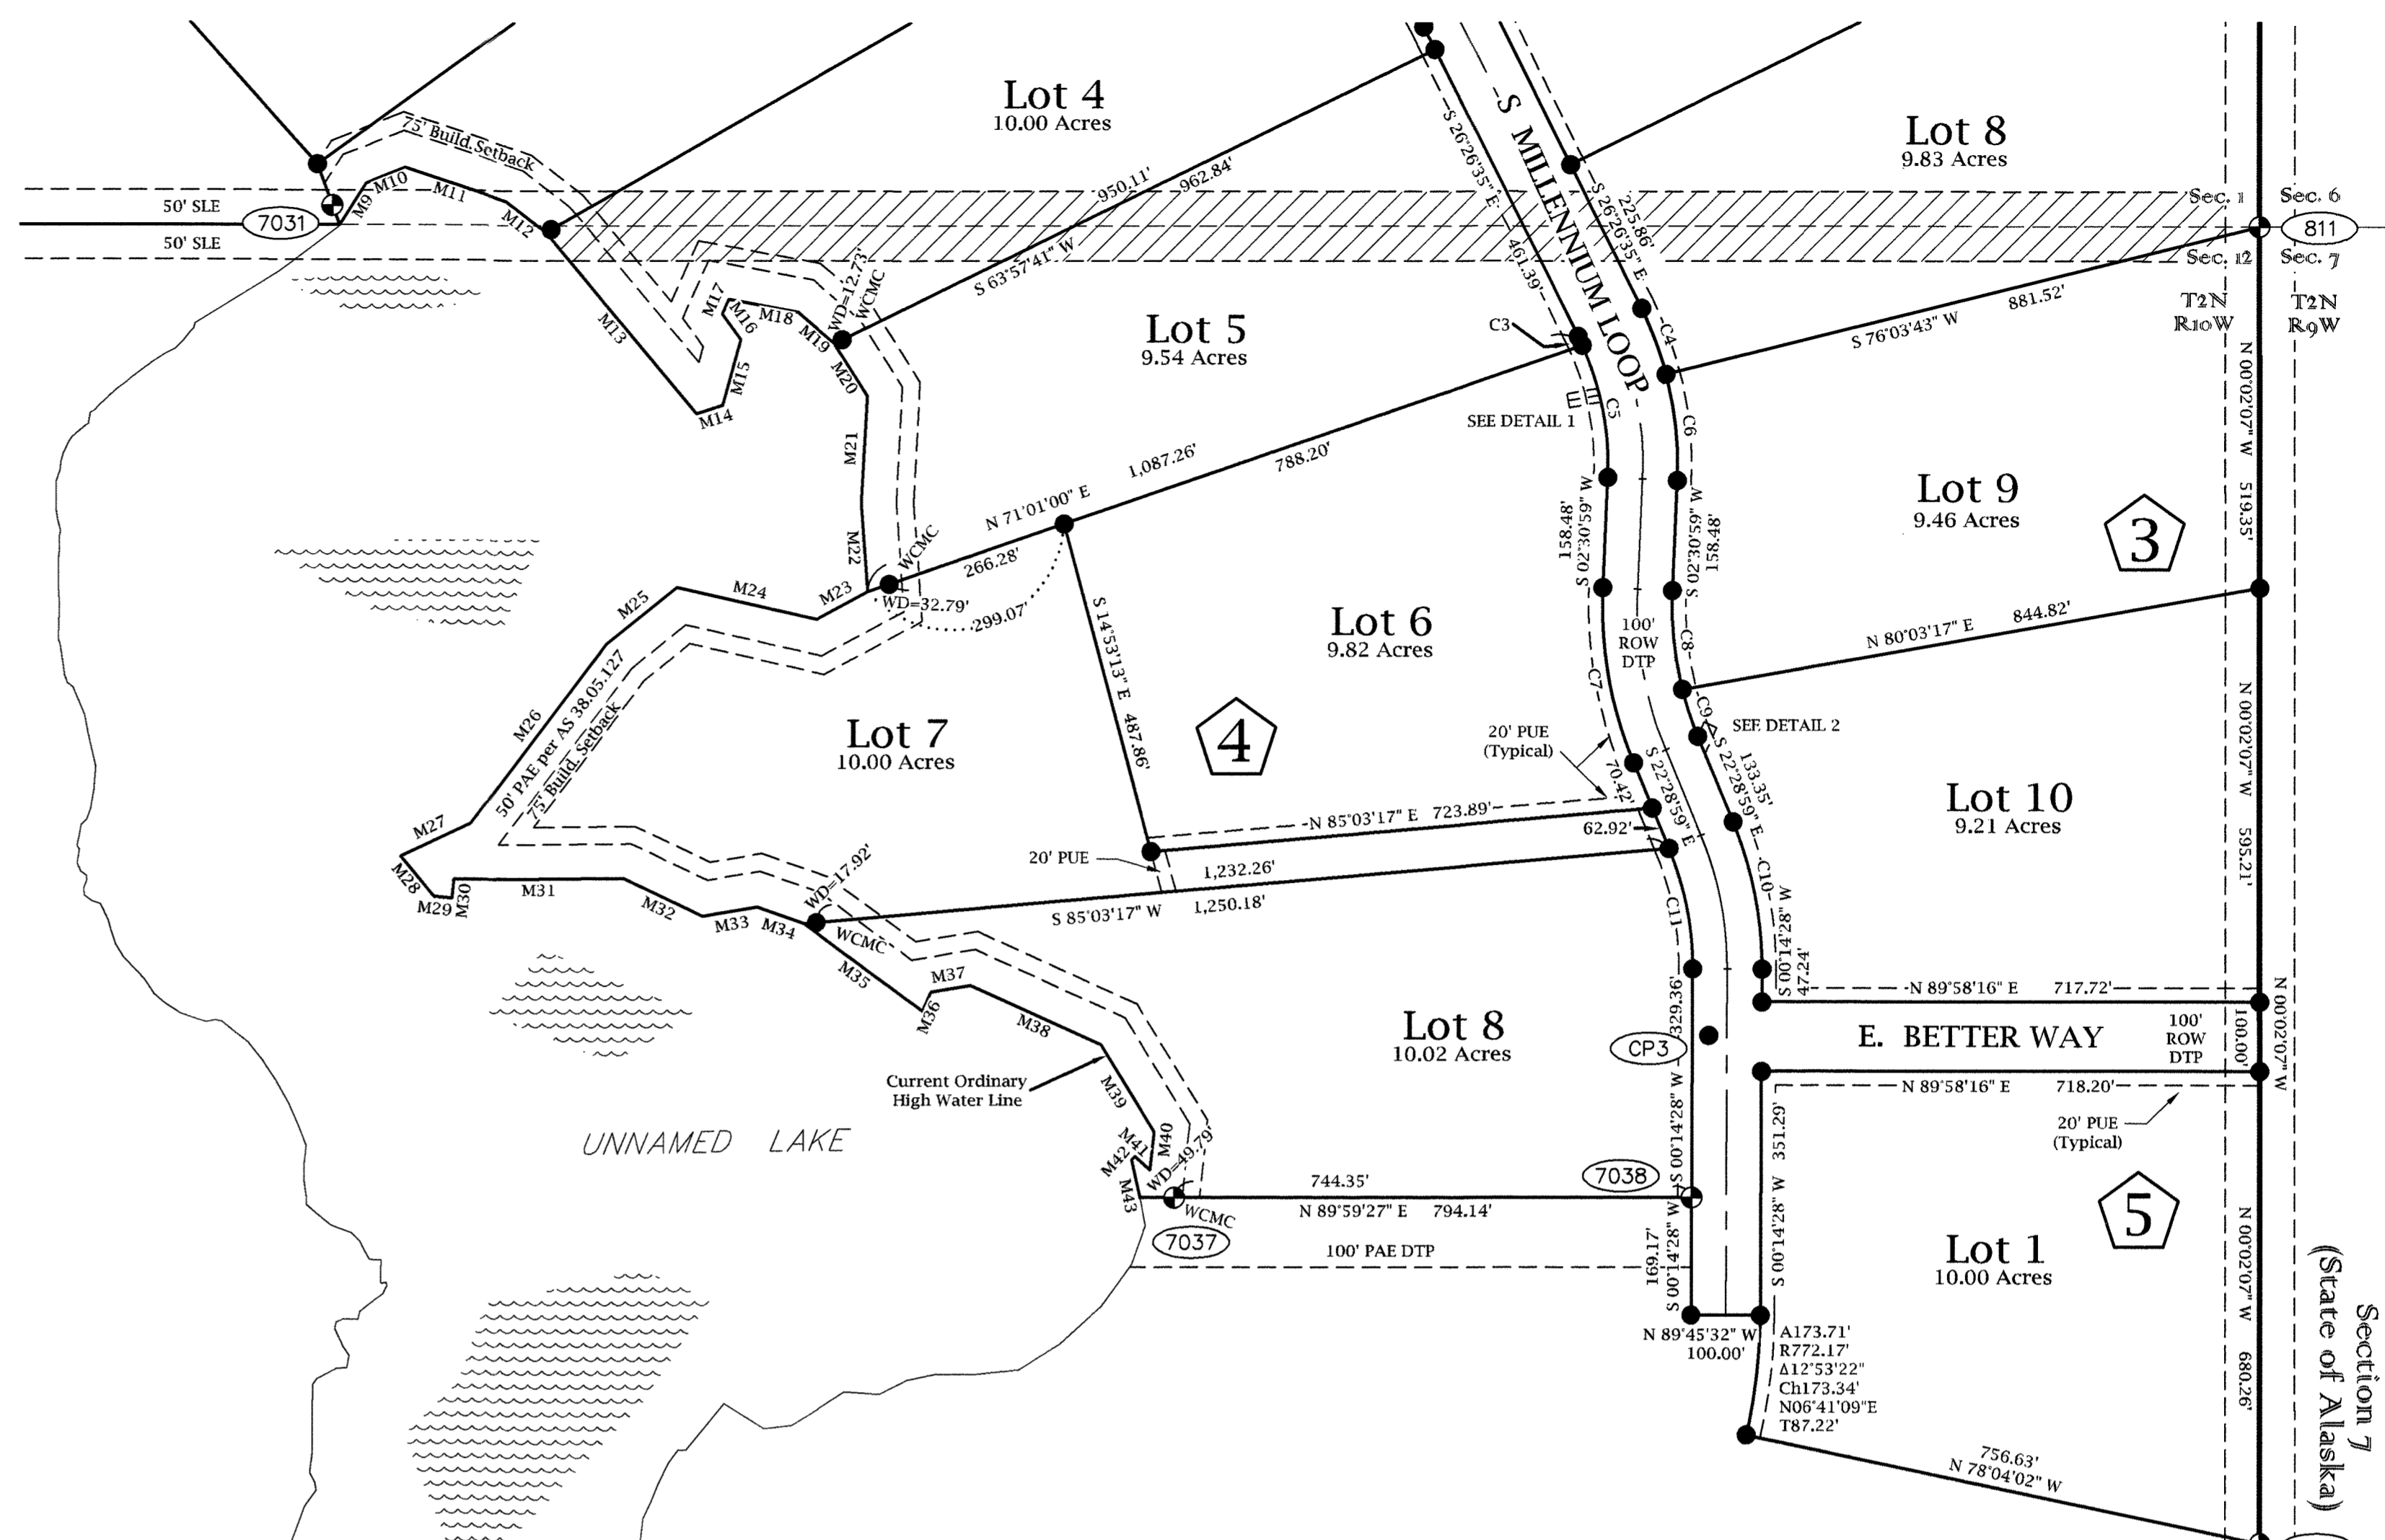 Lot 4
10.00 Acres
Lot 8
9.83 Acres
75' Build. Setback
S MILLENNIUM LOOP
S 26°26'35" E
461.39'
225.86'
S 26°26'35" E
950.11'
962.84'
S 63°57'41" W
50' SLE
7031
50' SLE
M9
M10
M11
M12
M13
M14
M15
M16
M17
M18
M19
M20
M21
M22
WD=12.73'
WCMC
Sec. 1
Sec. 6
811
Sec. 12
Sec. 7
T2N
R10W
T2N
R9W
881.52'
S 76°03'43" W
Lot 5
9.54 Acres
C3
C4
C5
C6
SEE DETAIL 1
1,087.26'
788.20'
N 71°01'00" E
266.28'
WCMC
WD=32.79'
299.07'
N 00°02'07" W 519.35'
Lot 9
9.46 Acres
3
158.48'
S 02°30'59" W
S 02°30'59" W
158.48'
100'
ROW
DTP
C7
C8
N 80°03'17" E 844.82'
Lot 6
9.82 Acres
S 14°53'13" E 487.86'
M23
M24
M25
M26
50' PAE per AS 38.05.127
75' Build. Setback
Lot 7
10.00 Acres
4
20' PUE
(Typical)
C9
SEE DETAIL 2
70.42'
S 22°28'59" E
133.35'
S 22°28'59" E
62.92'
N 85°03'17" E 723.89'
20' PUE
1,232.26'
S 85°03'17" W 1,250.18'
Lot 10
9.21 Acres
N 00°02'07" W 595.21'
C10
C11
M27
M28
M29
M30
M31
M32
M33
M34
WD=17.92'
WCMC
M35
M36
M37
M38
S 00°14'28" W
47.24'
N 89°58'16" E 717.72'
E. BETTER WAY
100'
ROW
DTP
100.00'
N 00°02'07" W
N 89°58'16" E 718.20'
20' PUE
(Typical)
Lot 8
10.02 Acres
CP3
329.36'
S 00°14'28" W
Current Ordinary
High Water Line
M39
M40
M41
M42
M43
WD=49.79'
WCMC
7037
UNNAMED LAKE
744.35'
N 89°59'27" E 794.14'
7038
100' PAE DTP
169.17'
S 00°14'28" W
S 00°14'28" W 351.29'
N 89°45'32" W
100.00'
A173.71'
R772.17'
Δ12°53'22"
Ch173.34'
N06°41'09"E
T87.22'
5
Lot 1
10.00 Acres
N 00°02'07" W 680.26'
756.63'
N 78°04'02" W
Section 7
(State of Alaska)